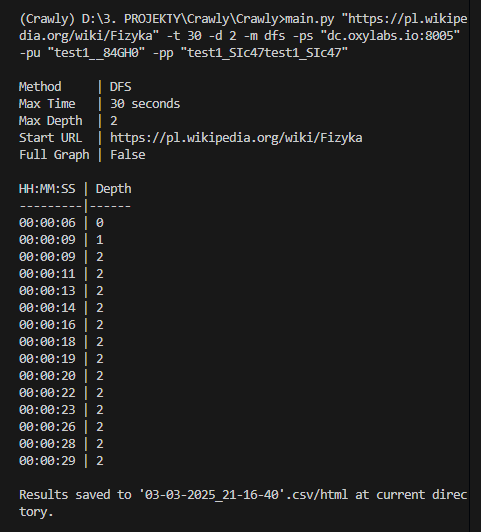 (Crawly) D:\3. PROJEKTY\Crawly\Crawly>main.py "https://pl.wikipe
dia.org/wiki/Fizyka" -t 30 -d 2 -m dfs -ps "dc.oxylabs.io:8005"
-pu "test1__84GH0" -pp "test1_SIc47test1_SIc47"
Method | DFS
Max Time | 30 seconds
Max Depth | 2
Start URL | https://pl.wikipedia.org/wiki/Fizyka
Full Graph | False
HH:MM:SS | Depth
---------|------
00:00:06 | 0
00:00:09 | 1
00:00:09 | 2
00:00:11 | 2
00:00:13 | 2
00:00:14 | 2
00:00:16 | 2
00:00:18 | 2
00:00:19 | 2
00:00:20 | 2
00:00:22 | 2
00:00:23 | 2
00:00:26 | 2
00:00:28 | 2
00:00:29 | 2
Results saved to '03-03-2025_21-16-40'.csv/html at current direc
tory.